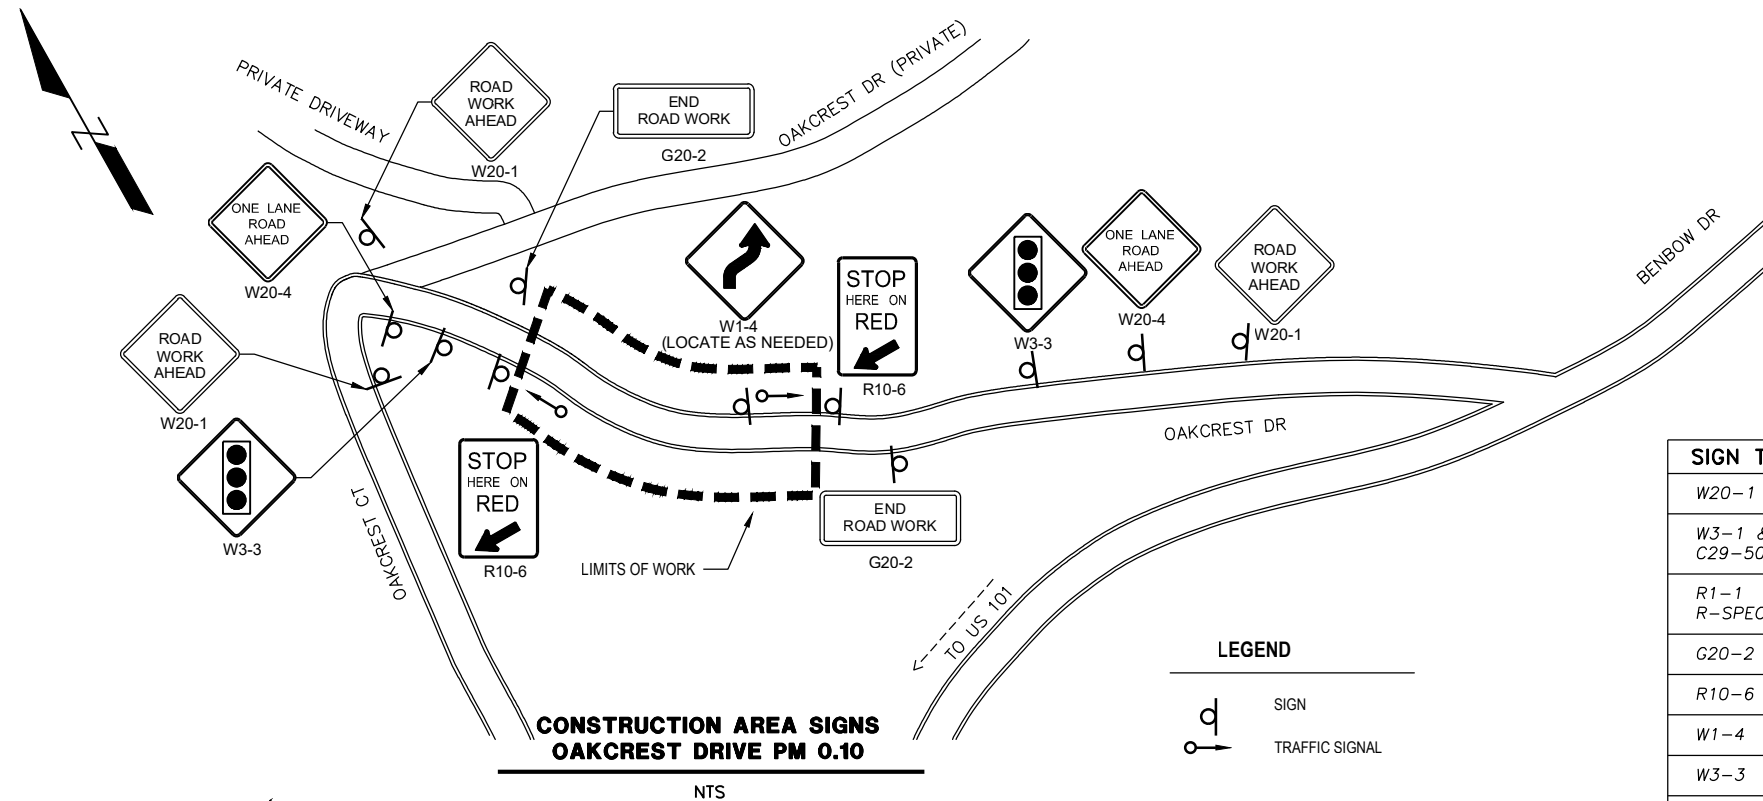 PRIVATE DRIVEWAY
ROAD
WORK
AHEAD
W20-1
END
ROAD WORK
G20-2
OAKCREST DR (PRIVATE)
ONE LANE
ROAD
AHEAD
W20-4
ROAD
WORK
AHEAD
W20-1
W3-3
OAKCREST CT
STOP
HERE ON
RED
R10-6
W1-4
(LOCATE AS NEEDED)
STOP
HERE ON
RED
R10-6
W3-3
ONE LANE
ROAD
AHEAD
W20-4
ROAD
WORK
AHEAD
W20-1
BENBOW DR
OAKCREST DR
END
ROAD WORK
G20-2
LIMITS OF WORK
TO US 101
LEGEND
SIGN
TRAFFIC SIGNAL
CONSTRUCTION AREA SIGNS
OAKCREST DRIVE PM 0.10
NTS
SIGN T
W20-1
W3-1 &
C29-50
R1-1
R-SPEC
G20-2
R10-6
W1-4
W3-3